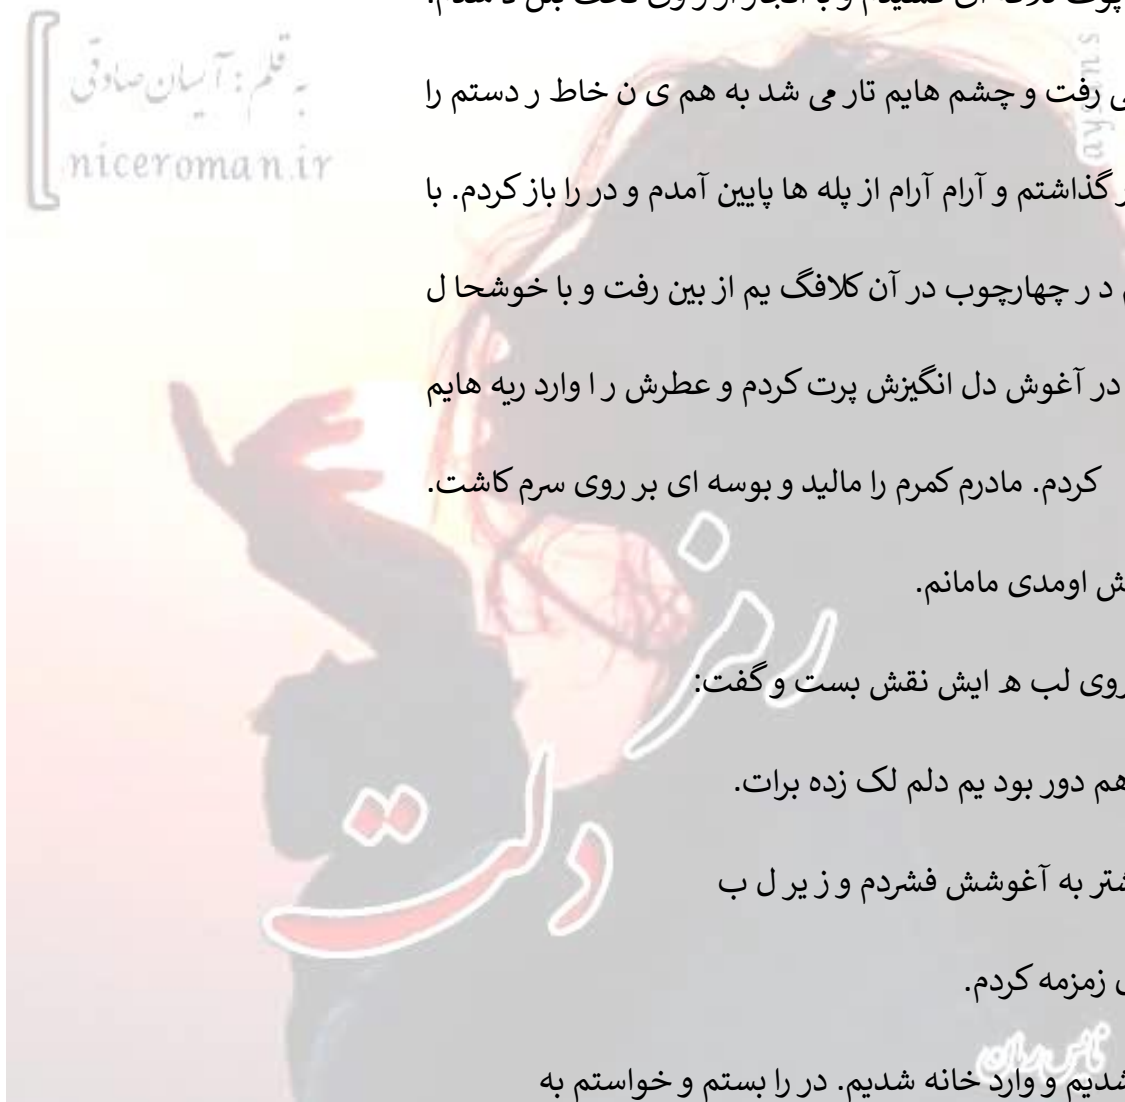 به قلم : آیسان صادقی
niceroman.ir
رفت و چشم هایم تار می شد به هم ی ن خاط ر دستم را
گذاشتم و آرام آرام از پله ها پایین آمدم و در را باز کردم. با
د ر چهارچوب در آن کلافگ یم از بین رفت و با خوشحا ل
در آغوش دل انگیزش پرت کردم و عطرش ر ا وارد ریه هایم
کردم. مادرم کمرم را مالید و بوسه ای بر روی سرم کاشت.
اومدی مامانم.
روی لب ه ایش نقش بست و گفت:
هم دور بود یم دلم لک زده برات.
به آغوشش فشردم و ز یر ل ب
زمزمه کردم.
رمز
دلت
نایس رمان
شدیم و وارد خانه شدیم. در را بستم و خواستم به